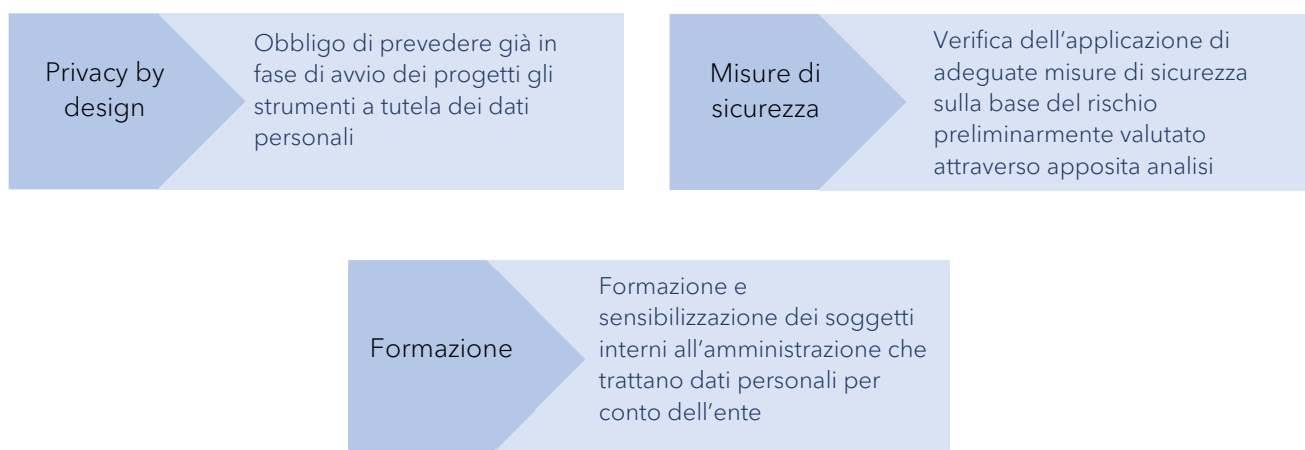 Privacy by
design
Obbligo di prevedere già in
fase di avvio dei progetti gli
strumenti a tutela dei dati
personali
Misure di
sicurezza
Verifica dell’applicazione di
adeguate misure di sicurezza
sulla base del rischio
preliminarmente valutato
attraverso apposita analisi
Formazione
Formazione e
sensibilizzazione dei soggetti
interni all’amministrazione che
trattano dati personali per
conto dell’ente